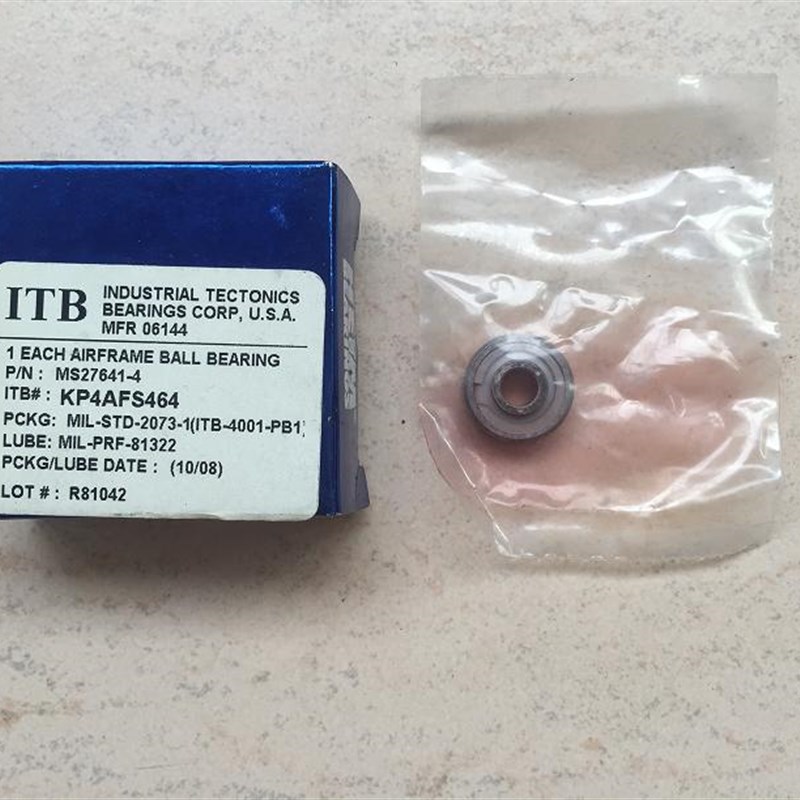 ITB
INDUSTRIAL TECTONICS
BEARINGS CORP, U.S.A.
MFR 06144
1 EACH AIRFRAME BALL BEARING
P/N : MS27641-4
ITB# : KP4AFS464
PCKG: MIL-STD-2073-1(ITB-4001-PB1)
LUBE: MIL-PRF-81322
PCKG/LUBE DATE : (10/08)
LOT # : R81042